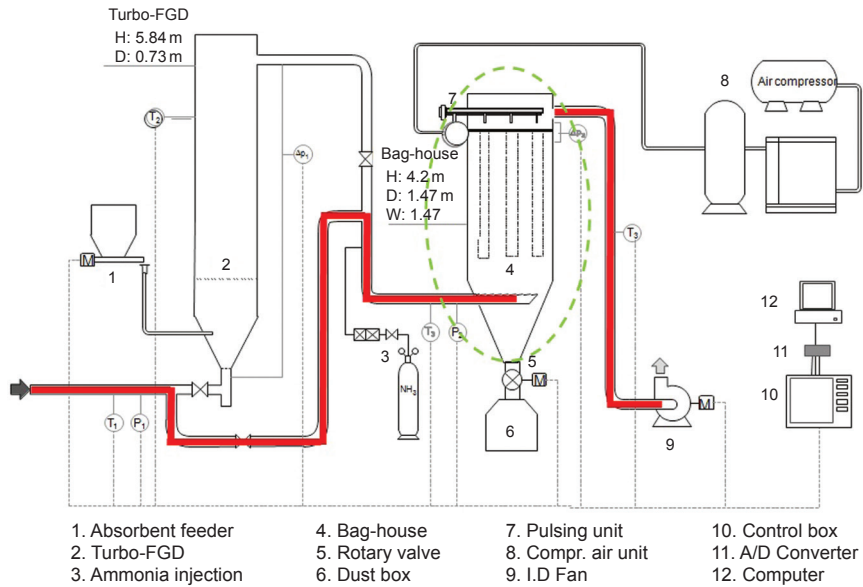 Turbo-FGD
H: 5.84 m
D: 0.73 m
T2
Δp1
7
8
Air compressor
Δp2
Bag-house
H: 4.2 m
D: 1.47 m
W: 1.47
M
1
2
4
T3
T3
P2
3
NH3
5
M
6
T1
P1
M
9
12
11
10
1. Absorbent feeder
2. Turbo-FGD
3. Ammonia injection
4. Bag-house
5. Rotary valve
6. Dust box
7. Pulsing unit
8. Compr. air unit
9. I.D Fan
10. Control box
11. A/D Converter
12. Computer